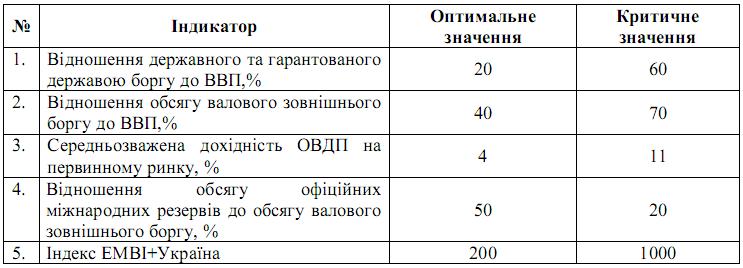 № Індикатор Оптимальне значення Критичне значення
1. Відношення державного та гарантованого
державою боргу до ВВП,% 20 60
2. Відношення обсягу валового зовнішнього
боргу до ВВП,% 40 70
3. Середньозважена дохідність ОВДП на
первинному ринку, % 4 11
4. Відношення обсягу офіційних
міжнародних резервів до обсягу валового
зовнішнього боргу, % 50 20
5. Індекс ЕМВІ+Україна 200 1000